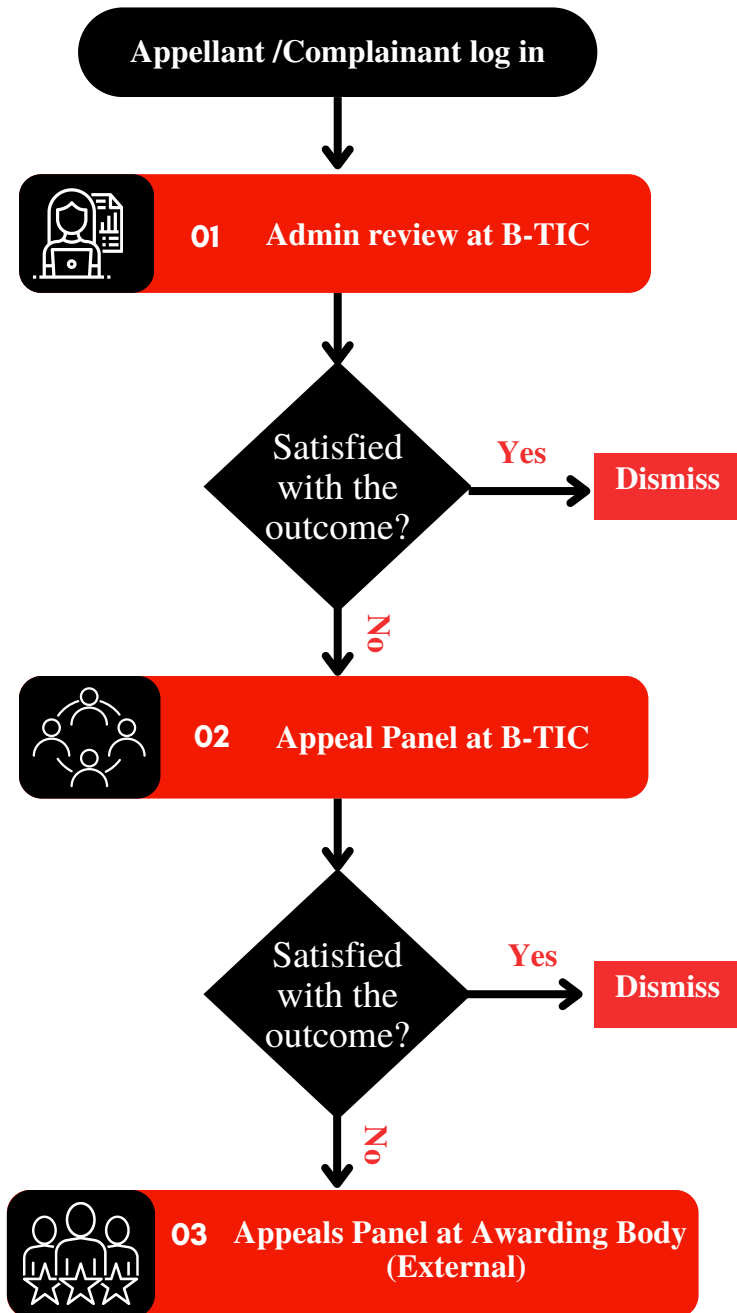 Appellant /Complainant log in
01 Admin review at B-TIC
Satisfied
with the
outcome?
Yes
Dismiss
No
02 Appeal Panel at B-TIC
Satisfied
with the
outcome?
Yes
Dismiss
No
03 Appeals Panel at Awarding Body
(External)